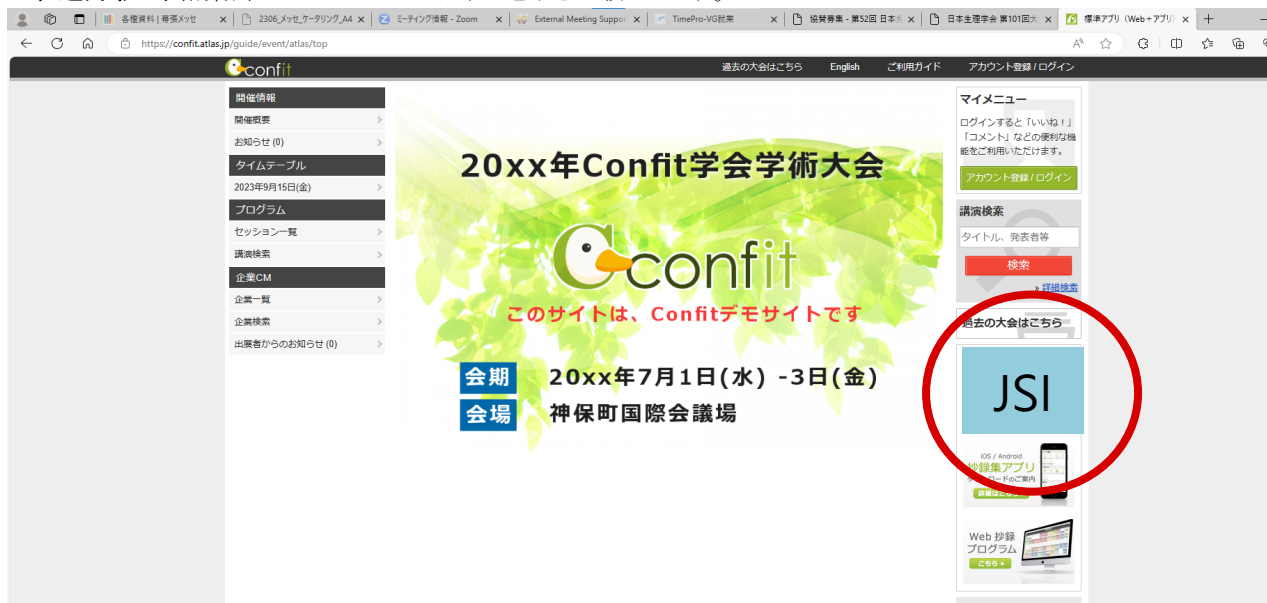 各種資料 | 幕張メッセ
2306_メッセ_ケータリング_A4
ミーティング情報 - Zoom
External Meeting Suppor
TimePro-VG就業
協賛募集 - 第52回 日本
日本生理学会 第101回大
標準アプリ (Web+アプリ)
https://confit.atlas.jp/guide/event/atlas/top
confit
過去の大会はこちら
English
ご利用ガイド
アカウント登録 / ログイン
開催情報
開催概要
お知らせ (0)
タイムテーブル
2023年9月15日(金)
プログラム
セッション一覧
講演検索
企業CM
企業一覧
企業検索
出展者からのお知らせ (0)
20xx年Confit学会学術大会
confit
このサイトは、Confitデモサイトです
会期 20xx年7月1日(水) -3日(金)
会場 神保町国際会議場
マイメニュー
ログインすると「いいね！」
「コメント」などの便利な機
能をご利用いただけます。
アカウント登録 / ログイン
講演検索
タイトル、発表者等
検索
» 詳細検索
過去の大会はこちら
JSI
iOS / Android
抄録集アプリ
ダウンロードのご案内
詳細はこちら
Web 抄録
プログラム
こちら